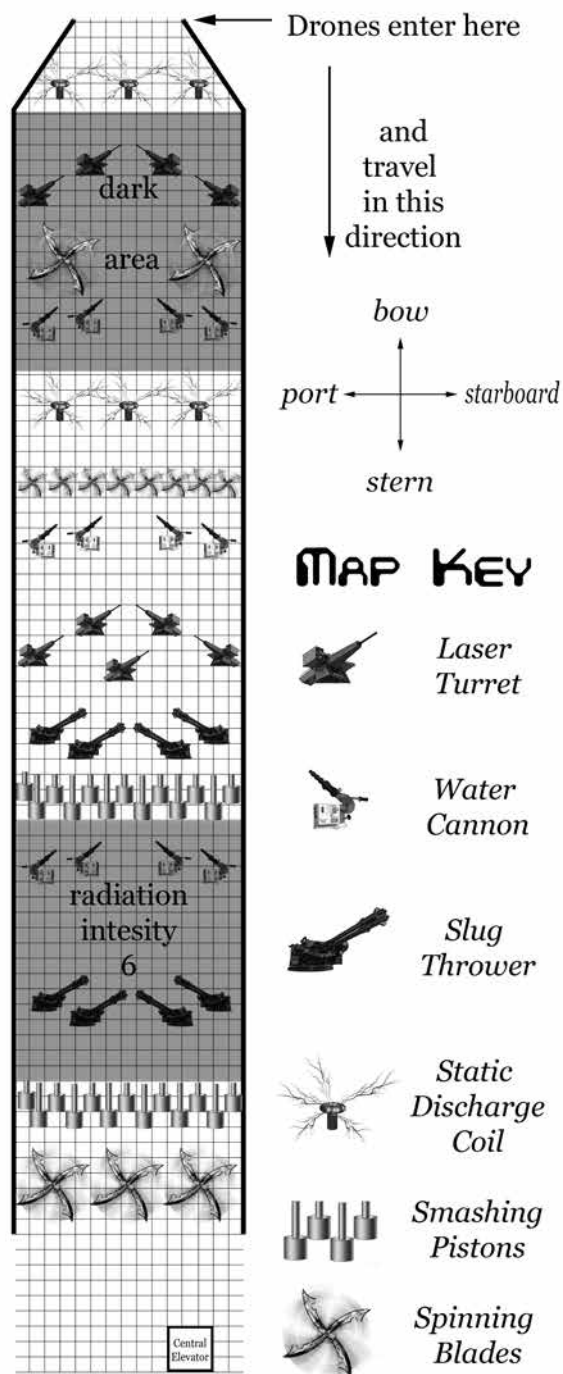 Drones enter here
and
travel
in this
direction
dark
area
bow
port
starboard
stern
Map Key
Laser
Turret
Water
Cannon
radiation
intesity
6
Slug
Thrower
Static
Discharge
Coil
Smashing
Pistons
Spinning
Blades
Central
Elevator